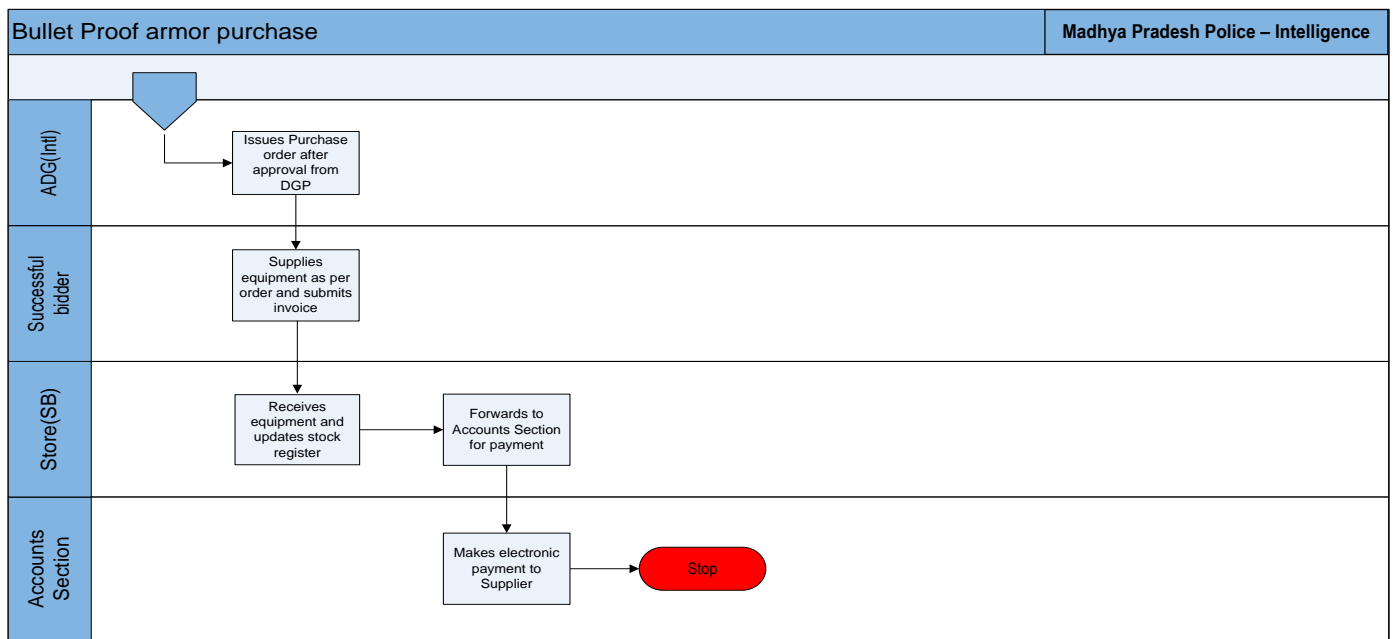 Bullet Proof armor purchase
Madhya Pradesh Police – Intelligence
ADG(Intl)
Issues Purchase
order after
approval from
DGP
Successful
bidder
Supplies
equipment as per
order and submits
invoice
Store(SB)
Receives
equipment and
updates stock
register
Forwards to
Accounts Section
for payment
Accounts
Section
Makes electronic
payment to
Supplier
Stop